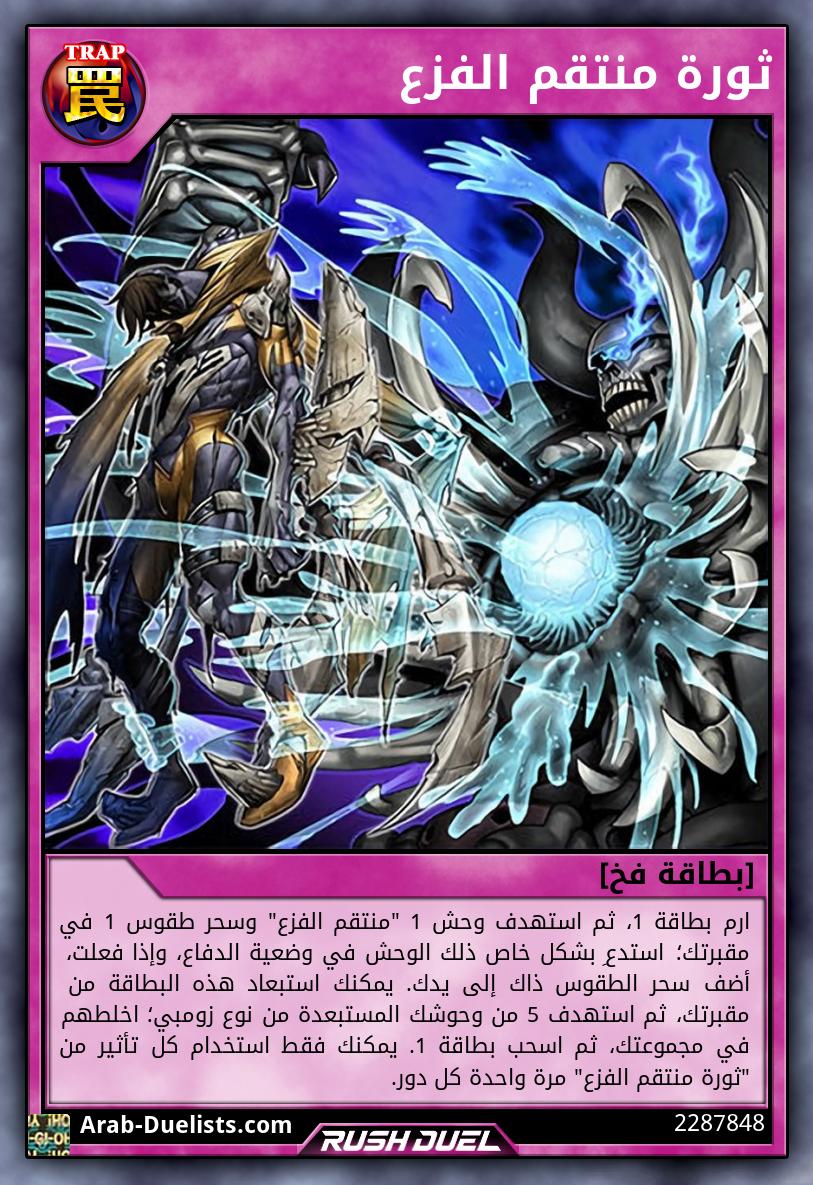 TRAP
罠
ثورة منتقم الفزع
[بطاقة فخ]
ارم بطاقة 1، ثم استهدف وحش 1 "منتقم الفزع" وسحر طقوس 1 في
مقبرتك؛ استدعِ بشكل خاص ذلك الوحش في وضعية الدفاع، وإذا فعلت،
أضف سحر الطقوس ذاك إلى يدك. يمكنك استبعاد هذه البطاقة من
مقبرتك، ثم استهدف 5 من وحوشك المستبعدة من نوع زومبي؛ اخلطهم
في مجموعتك، ثم اسحب بطاقة 1. يمكنك فقط استخدام كل تأثير من
"ثورة منتقم الفزع" مرة واحدة كل دور.
Arab-Duelists.com
RUSH DUEL
2287848